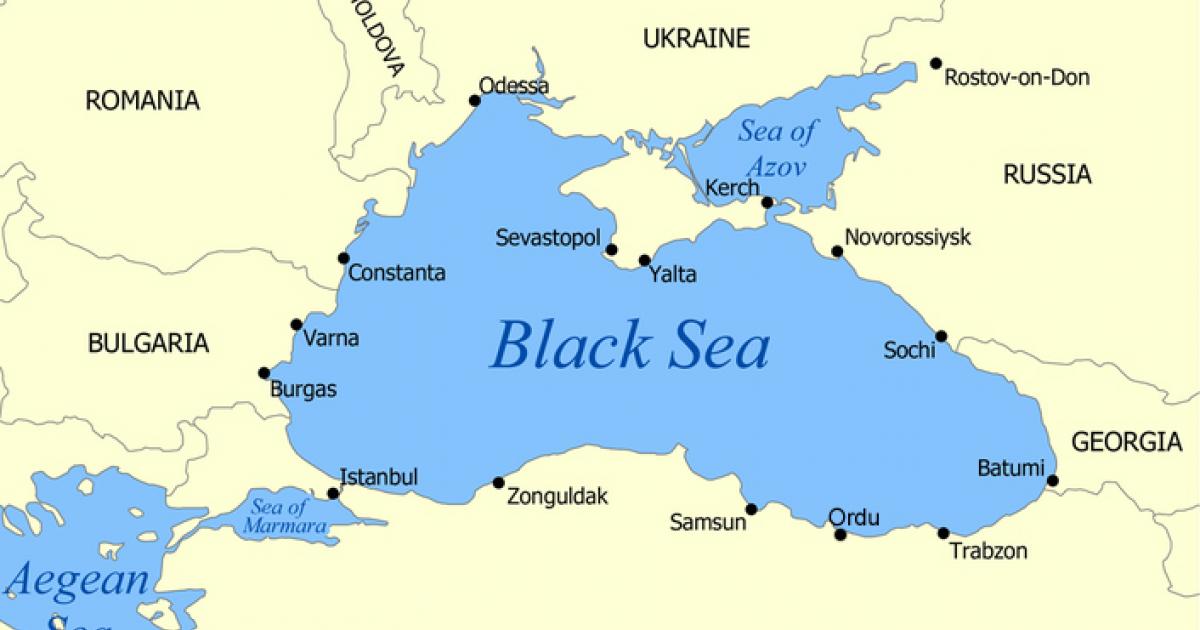 MOLDOVA
UKRAINE
Rostov-on-Don
Odessa
ROMANIA
Sea of
Azov
RUSSIA
Kerch
Sevastopol
Novorossiysk
Yalta
Constanta
Varna
BULGARIA
Black Sea
Sochi
Burgas
GEORGIA
Batumi
Istanbul
Zonguldak
Sea of
Marmara
Samsun
Ordu
Trabzon
Aegean
Sea